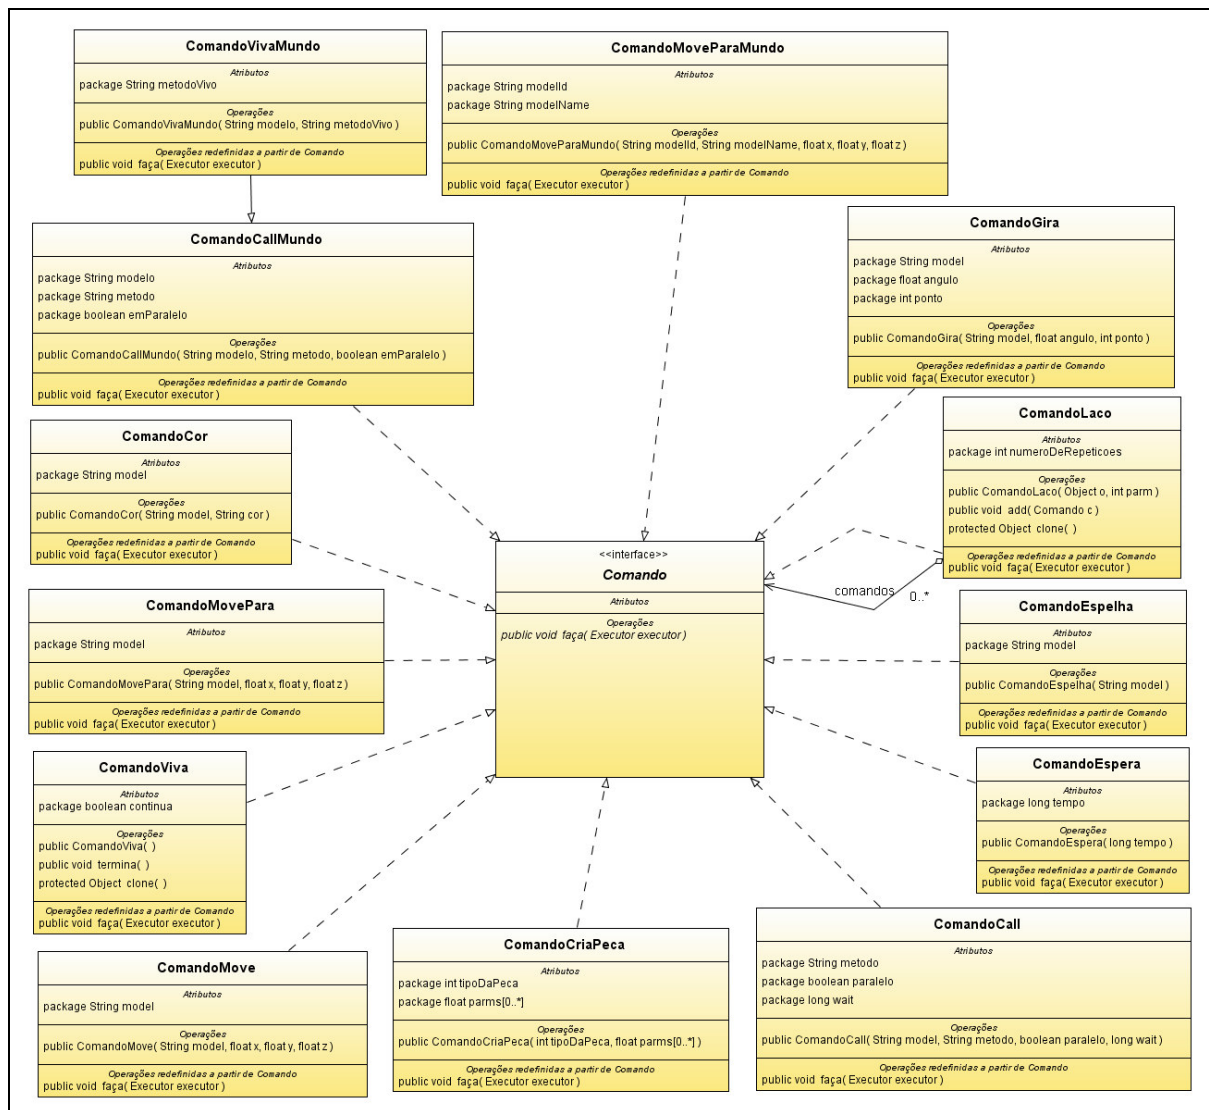 ComandoVivaMundo
Atributos
package String metodoVivo
Operações
public ComandoVivaMundo( String modelo, String metodoVivo )
Operações redefinidas a partir de Comando
public void faça( Executor executor )
ComandoMoveParaMundo
Atributos
package String modelId
package String modelName
Operações
public ComandoMoveParaMundo( String modelId, String modelName, float x, float y, float z )
Operações redefinidas a partir de Comando
public void faça( Executor executor )
ComandoCallMundo
Atributos
package String modelo
package String metodo
package boolean emParalelo
Operações
public ComandoCallMundo( String modelo, String metodo, boolean emParalelo )
Operações redefinidas a partir de Comando
public void faça( Executor executor )
ComandoGira
Atributos
package String model
package float angulo
package int ponto
Operações
public ComandoGira( String model, float angulo, int ponto )
Operações redefinidas a partir de Comando
public void faça( Executor executor )
ComandoCor
Atributos
package String model
Operações
public ComandoCor( String model, String cor )
Operações redefinidas a partir de Comando
public void faça( Executor executor )
ComandoLaco
Atributos
package int numeroDeRepeticoes
Operações
public ComandoLaco( Object o, int parm )
public void add( Comando c )
protected Object clone( )
Operações redefinidas a partir de Comando
public void faça( Executor executor )
<<interface>>
Comando
Atributos
Operações
public void faça( Executor executor )
comandos
0..*
ComandoMovePara
Atributos
package String model
Operações
public ComandoMovePara( String model, float x, float y, float z )
Operações redefinidas a partir de Comando
public void faça( Executor executor )
ComandoEspelha
Atributos
package String model
Operações
public ComandoEspelha( String model )
Operações redefinidas a partir de Comando
public void faça( Executor executor )
ComandoViva
Atributos
package boolean continua
Operações
public ComandoViva( )
public void termina( )
protected Object clone( )
Operações redefinidas a partir de Comando
public void faça( Executor executor )
ComandoEspera
Atributos
package long tempo
Operações
public ComandoEspera( long tempo )
Operações redefinidas a partir de Comando
public void faça( Executor executor )
ComandoMove
Atributos
package String model
Operações
public ComandoMove( String model, float x, float y, float z )
Operações redefinidas a partir de Comando
public void faça( Executor executor )
ComandoCriaPeca
Atributos
package int tipoDaPeca
package float parms[0..*]
Operações
public ComandoCriaPeca( int tipoDaPeca, float parms[0..*] )
Operações redefinidas a partir de Comando
public void faça( Executor executor )
ComandoCall
Atributos
package String metodo
package boolean paralelo
package long wait
Operações
public ComandoCall( String model, String metodo, boolean paralelo, long wait )
Operações redefinidas a partir de Comando
public void faça( Executor executor )